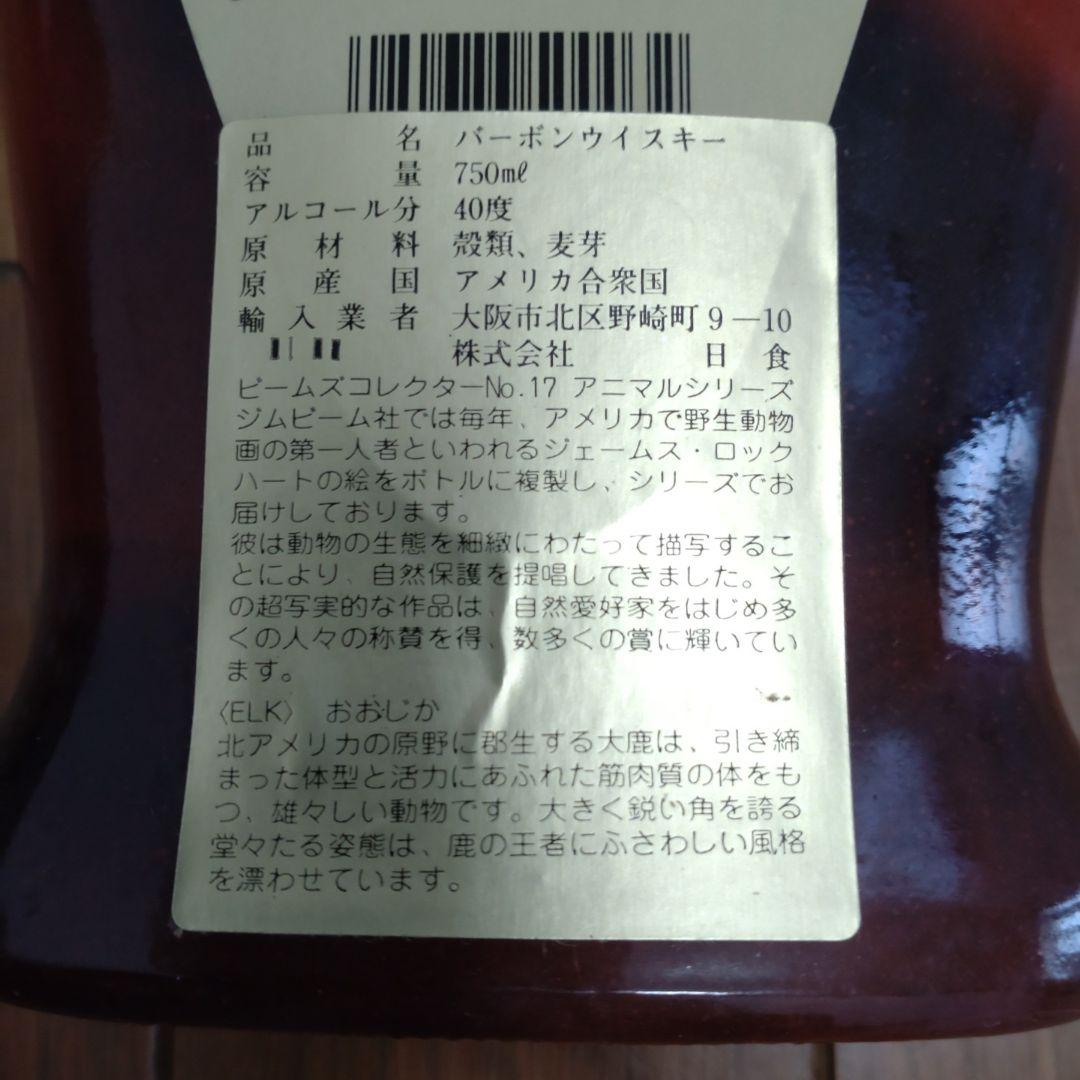 品名 バーボンウイスキー
容量 750mℓ
アルコール分 40度
原材料 殻類、麦芽
原産国 アメリカ合衆国
輸入業者 大阪市北区野崎町9―10
株式会社 日食
ビームズコレクターNo.17 アニマルシリーズ
ジムビーム社では毎年、アメリカで野生動物
画の第一人者といわれるジェームス・ロック
ハートの絵をボトルに複製し、シリーズでお
届けしております。
彼は動物の生態を細緻にわたって描写するこ
とにより、自然保護を提唱してきました。そ
の超写実的な作品は、自然愛好家をはじめ多
くの人々の称賛を得、数多くの賞に輝いてい
ます。
〈ELK〉 おおじか
北アメリカの原野に郡生する大鹿は、引き締
まった体型と活力にあふれた筋肉質の体をも
つ、雄々しい動物です。大きく鋭い角を誇る
堂々たる姿態は、鹿の王者にふさわしい風格
を漂わせています。